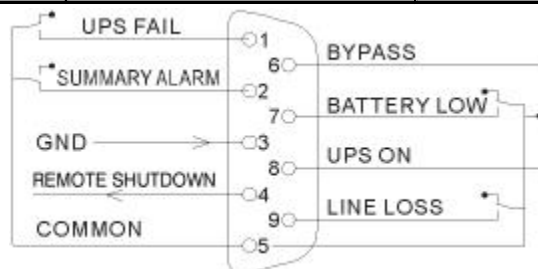 UPS FAIL
1
6
BYPASS
SUMMARY ALARM
2
7
BATTERY LOW
GND
3
8
UPS ON
REMOTE SHUTDOWN
4
9
LINE LOSS
COMMON
5